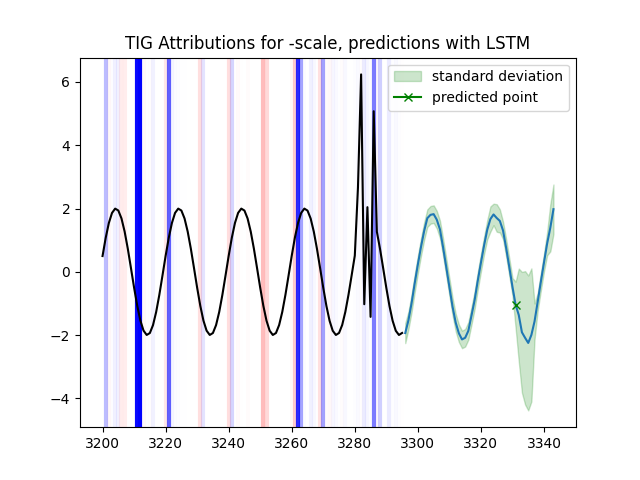 TIG Attributions for -scale, predictions with LSTM
standard deviation
predicted point
6
4
2
0
−2
−4
3200 3220 3240 3260 3280 3300 3320 3340